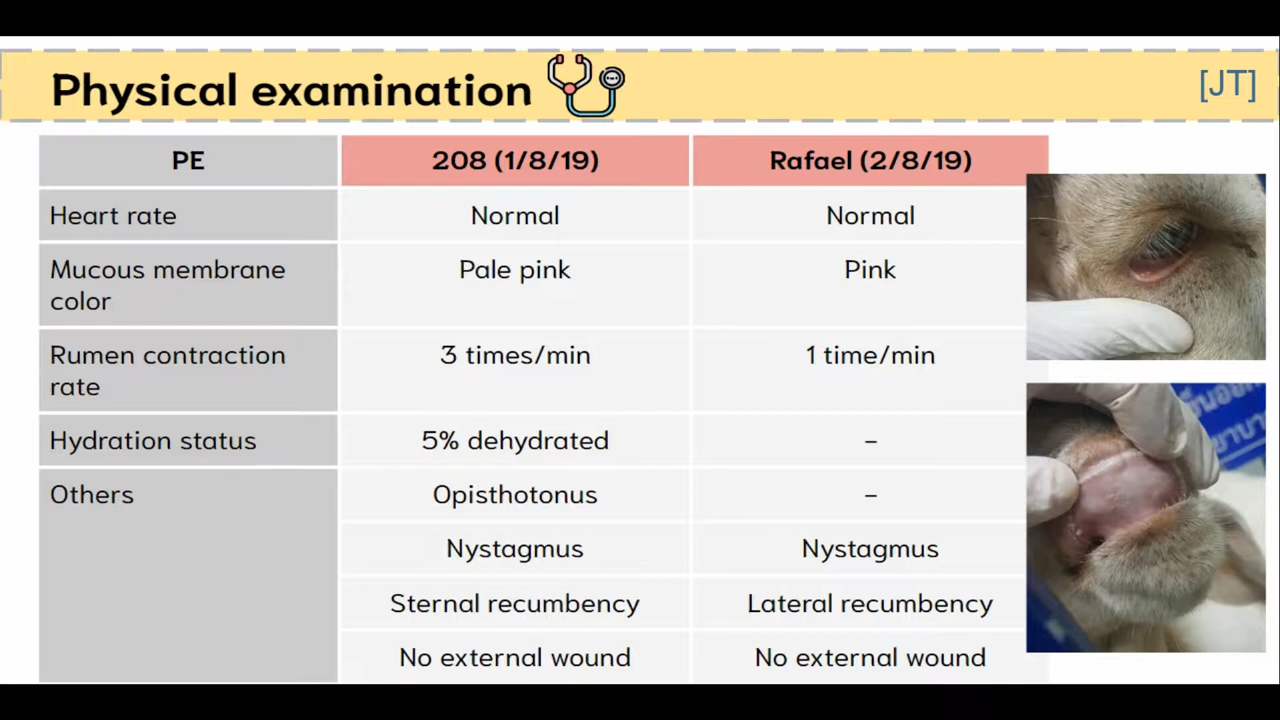 Physical examination
[JT]
PE 208 (1/8/19) Rafael (2/8/19)
Heart rate Normal Normal
Mucous membrane Pale pink Pink
color
Rumen contraction 3 times/min 1 time/min
rate
Hydration status 5% dehydrated –
Others Opisthotonus –
Nystagmus Nystagmus
Sternal recumbency Lateral recumbency
No external wound No external wound